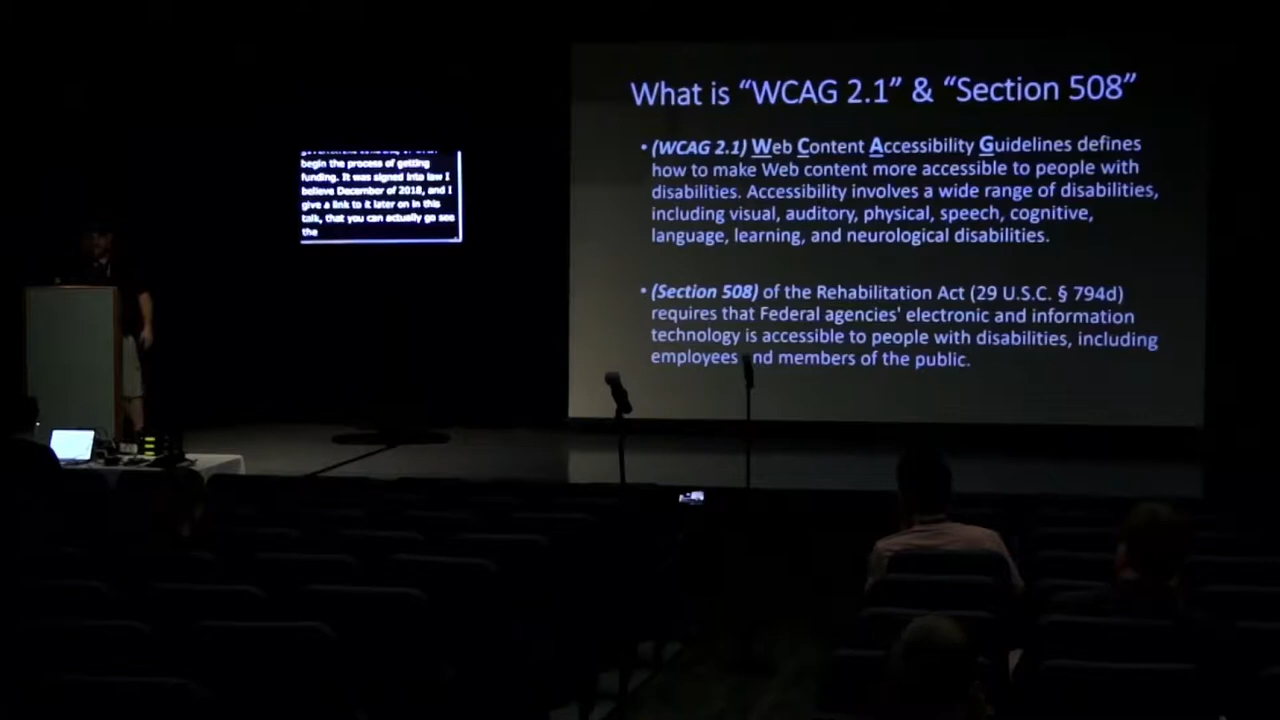 begin the process of getting
funding. It was signed into law I
believe December of 2018, and I
give a link to it later on in this
talk, that you can actually go see
the
What is “WCAG 2.1” & “Section 508”
• (WCAG 2.1) Web Content Accessibility Guidelines defines
how to make Web content more accessible to people with
disabilities. Accessibility involves a wide range of disabilities,
including visual, auditory, physical, speech, cognitive,
language, learning, and neurological disabilities.
• (Section 508) of the Rehabilitation Act (29 U.S.C. § 794d)
requires that Federal agencies' electronic and information
technology is accessible to people with disabilities, including
employees nd members of the public.